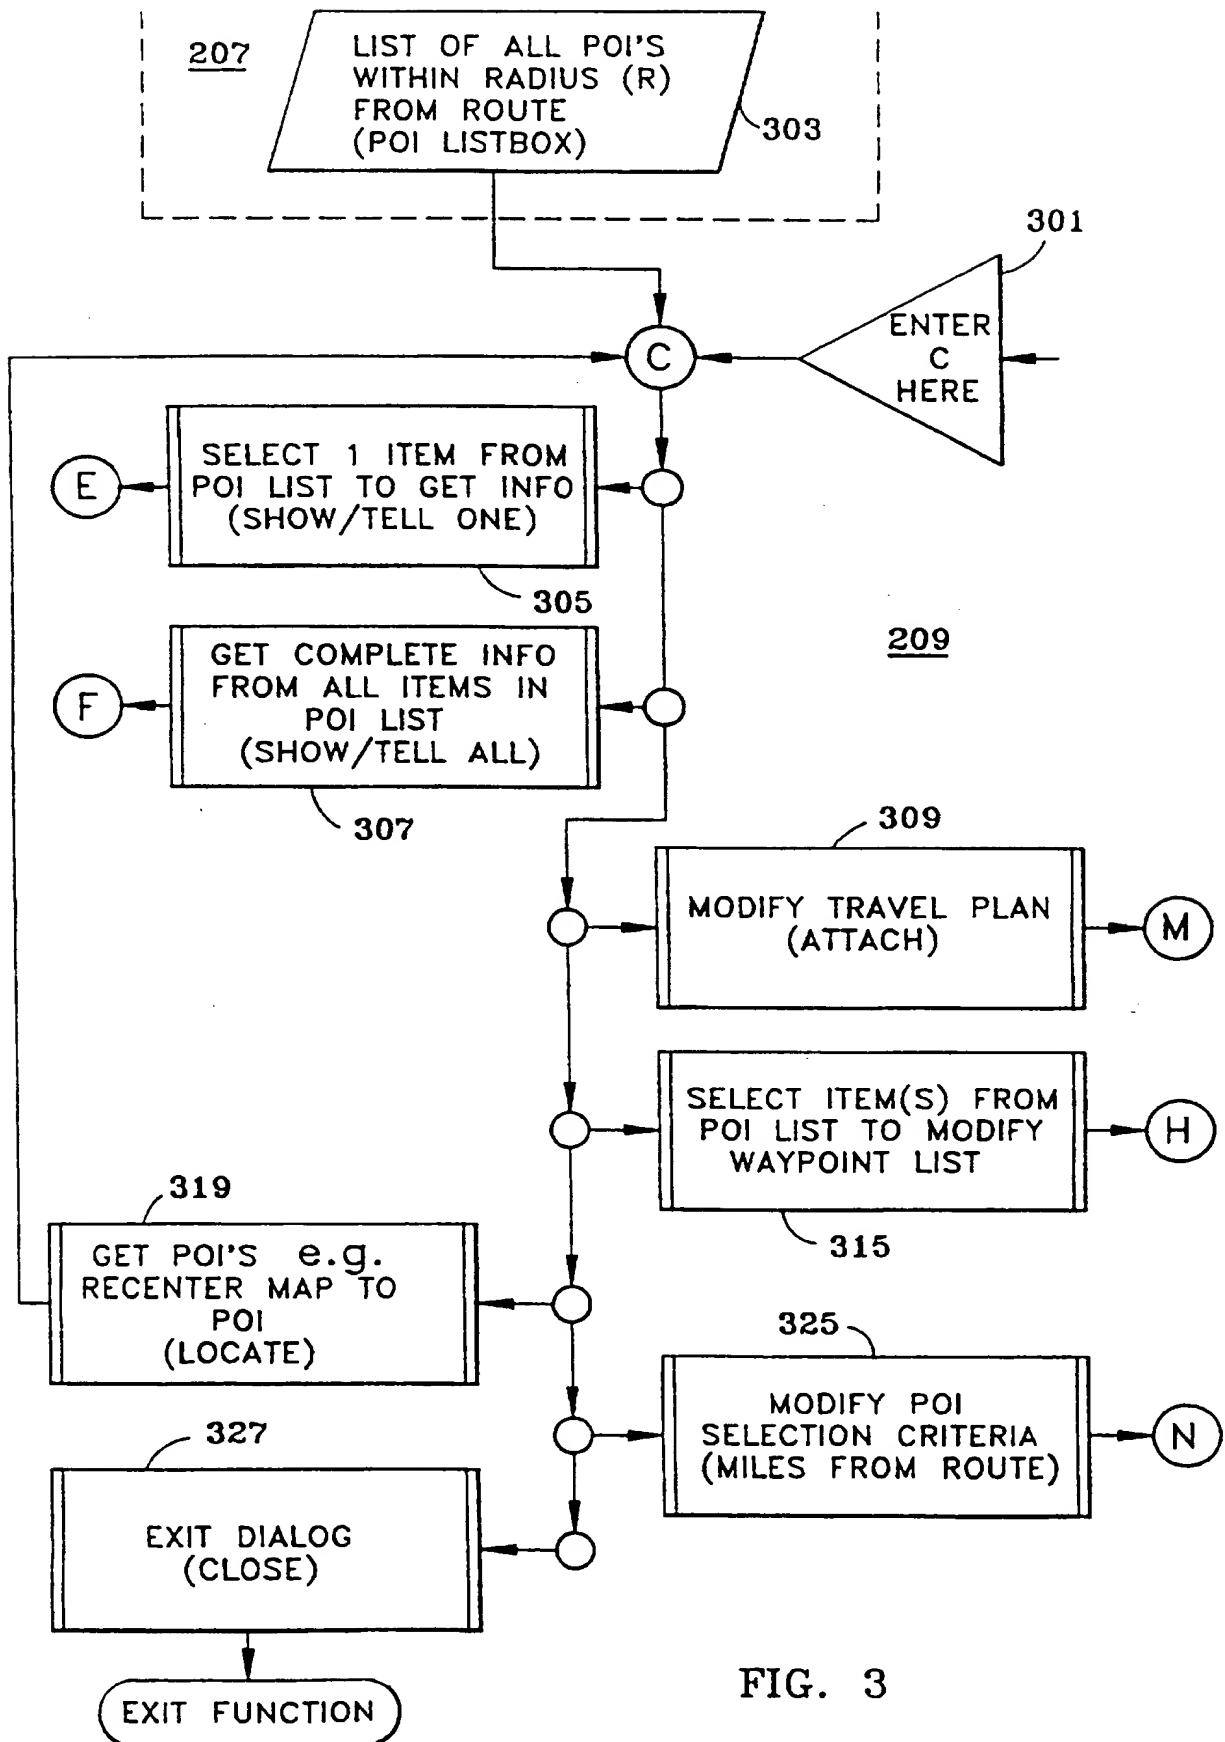 207
LIST OF ALL POI'S
WITHIN RADIUS (R)
FROM ROUTE
(POI LISTBOX)
303
301
ENTER
C
HERE
C
SELECT 1 ITEM FROM
POI LIST TO GET INFO
(SHOW/TELL ONE)
E
305
209
GET COMPLETE INFO
FROM ALL ITEMS IN
POI LIST
(SHOW/TELL ALL)
F
307
309
MODIFY TRAVEL PLAN
(ATTACH)
M
SELECT ITEM(S) FROM
POI LIST TO MODIFY
WAYPOINT LIST
H
315
319
GET POI'S e.g.
RECENTER MAP TO
POI
(LOCATE)
325
MODIFY POI
SELECTION CRITERIA
(MILES FROM ROUTE)
N
327
EXIT DIALOG
(CLOSE)
EXIT FUNCTION
FIG. 3